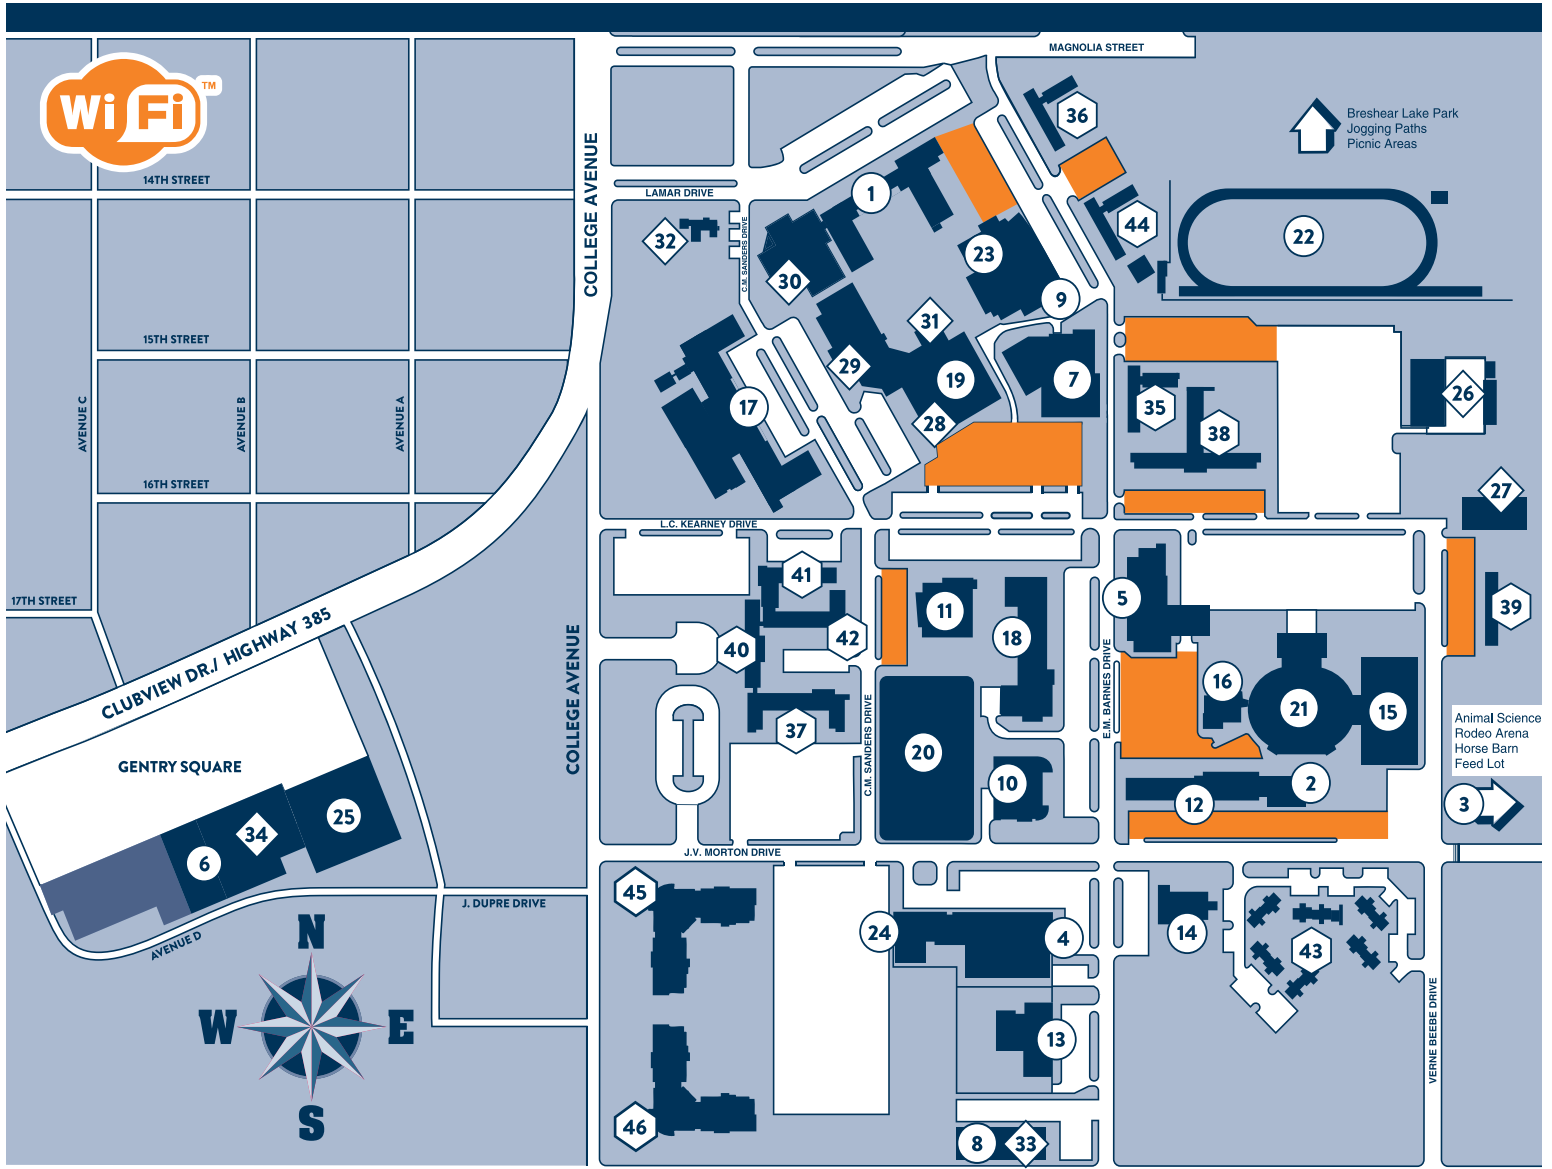 MAGNOLIA STREET
WiFi
TM
36
Breshear Lake Park
Jogging Paths
Picnic Areas
COLLEGE AVENUE
14TH STREET
LAMAR DRIVE
1
32
C.M. SANDERS DRIVE
44
22
23
30
9
31
15TH STREET
29
19
7
AVENUE C
AVENUE B
AVENUE A
17
28
35
26
38
16TH STREET
27
L.C. KEARNEY DRIVE
41
5
17TH STREET
11
39
CLUBVIEW DR./ HIGHWAY 385
40
42
18
COLLEGE AVENUE
E.M. BARNES DRIVE
16
21
15
37
C.M. SANDERS DRIVE
20
Animal Science
Rodeo Arena
Horse Barn
Feed Lot
GENTRY SQUARE
10
2
12
3
25
34
6
J.V. MORTON DRIVE
45
J. DUPRE DRIVE
AVENUE D
24
4
14
43
N
W
E
S
13
VERNE BEEBE DRIVE
46
8
33